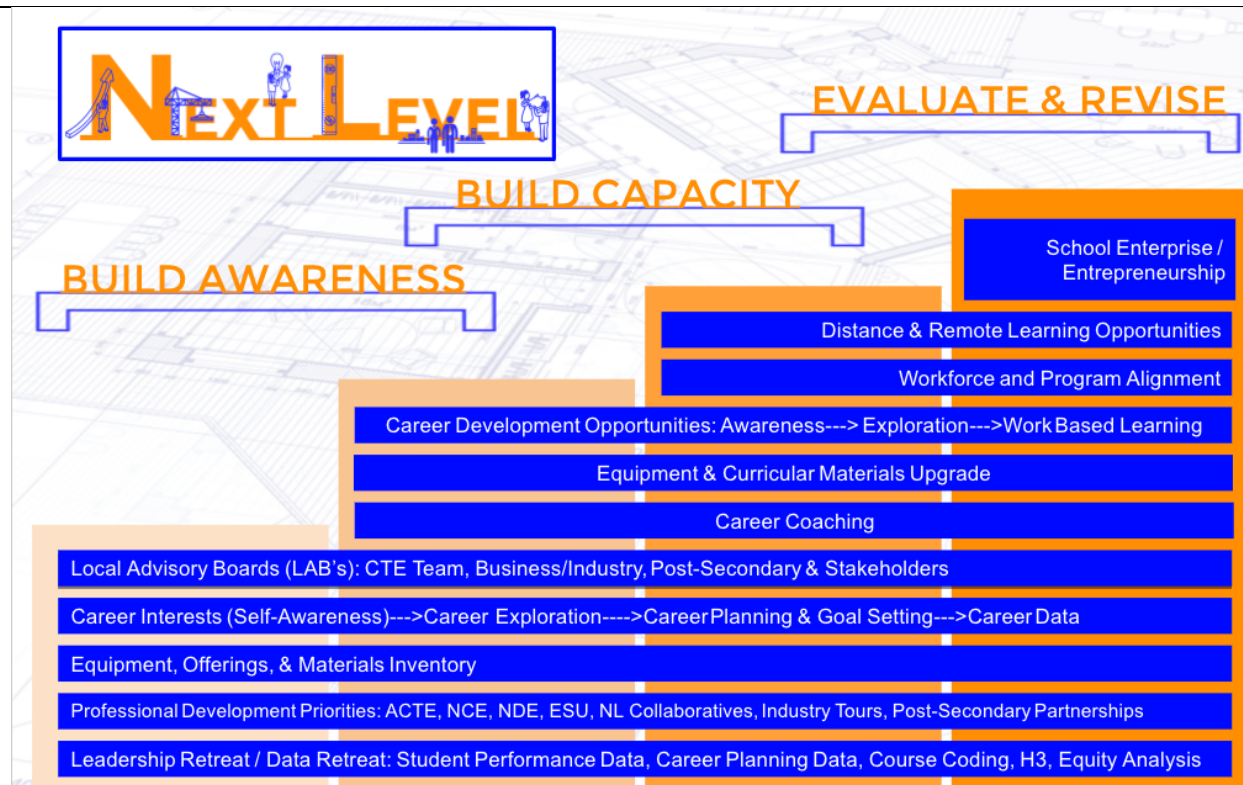 NEXT LEVEL
EVALUATE & REVISE
BUILD CAPACITY
BUILD AWARENESS
School Enterprise /
Entrepreneurship
Distance & Remote Learning Opportunities
Workforce and Program Alignment
Career Development Opportunities: Awareness---> Exploration--->Work Based Learning
Equipment & Curricular Materials Upgrade
Career Coaching
Local Advisory Boards (LAB's): CTE Team, Business/Industry, Post-Secondary & Stakeholders
Career Interests (Self-Awareness)--->Career Exploration---->Career Planning & Goal Setting--->Career Data
Equipment, Offerings, & Materials Inventory
Professional Development Priorities: ACTE, NCE, NDE, ESU, NL Collaboratives, Industry Tours, Post-Secondary Partnerships
Leadership Retreat / Data Retreat: Student Performance Data, Career Planning Data, Course Coding, H3, Equity Analysis